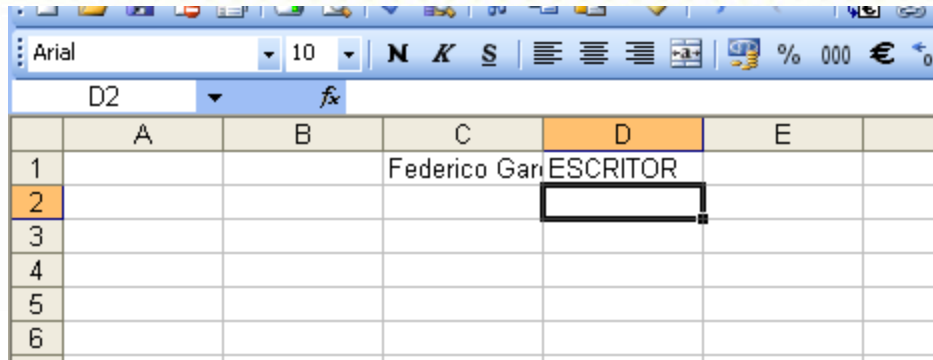 Arial 10 N K S a % 000 €
D2 fx
A B C D E
1 Federico Gar ESCRITOR
2
3
4
5
6